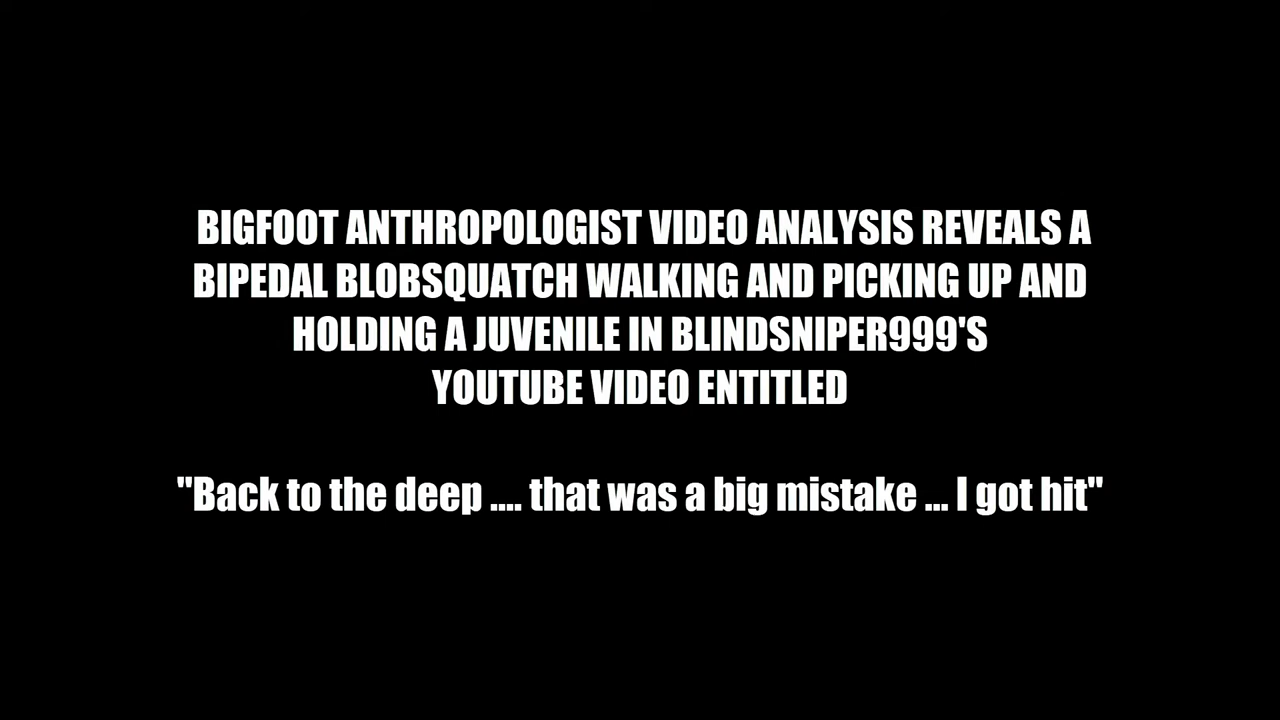 BIGFOOT ANTHROPOLOGIST VIDEO ANALYSIS REVEALS A
BIPEDAL BLOBSQUATCH WALKING AND PICKING UP AND
HOLDING A JUVENILE IN BLINDSNIPER999'S
YOUTUBE VIDEO ENTITLED
"Back to the deep .... that was a big mistake ... I got hit"